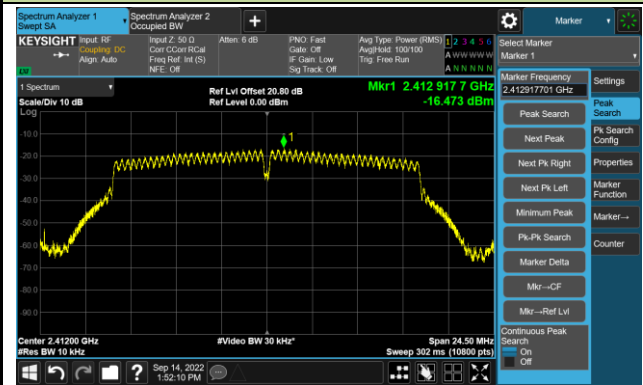 Spectrum Analyzer 1
Swept SA
Spectrum Analyzer 2
Occupied BW
Marker
KEYSIGHT
Input: RF
Coupling: DC
Align: Auto
Input Z: 50 Ω
Corr CCorr RCal
Freq Ref: Int (S)
NFE: Off
Atten: 6 dB
PNO: Fast
Gate: Off
IF Gain: Low
Sig Track: Off
Avg Type: Power (RMS)
Avg|Hold: 100/100
Trig: Free Run
1 2 3 4 5 6
A W W W W W
A N N N N N
Select Marker
Marker 1
1 Spectrum
Scale/Div 10 dB
Log
Ref Lvl Offset 20.80 dB
Ref Level 0.00 dBm
Mkr1 2.412 917 7 GHz
-16.473 dBm
1
-10.0
-20.0
-30.0
-40.0
-50.0
-60.0
-70.0
-80.0
-90.0
Center 2.41200 GHz
#Res BW 10 kHz
#Video BW 30 kHz*
Span 24.50 MHz
Sweep 302 ms (10800 pts)
Marker Frequency
2.412917701 GHz
Peak Search
Next Peak
Next Pk Right
Next Pk Left
Minimum Peak
Pk-Pk Search
Marker Delta
Mkr→CF
Mkr→Ref Lvl
Continuous Peak
Search
On
Off
Settings
Peak
Search
Pk Search
Config
Properties
Marker
Function
Marker→
Counter
Sep 14, 2022
1:52:10 PM